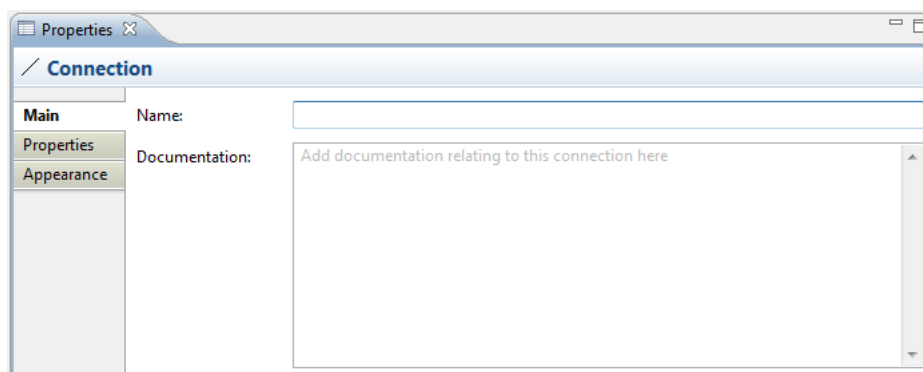 Properties
Connection
Main
Name:
Properties
Documentation:
Add documentation relating to this connection here
Appearance